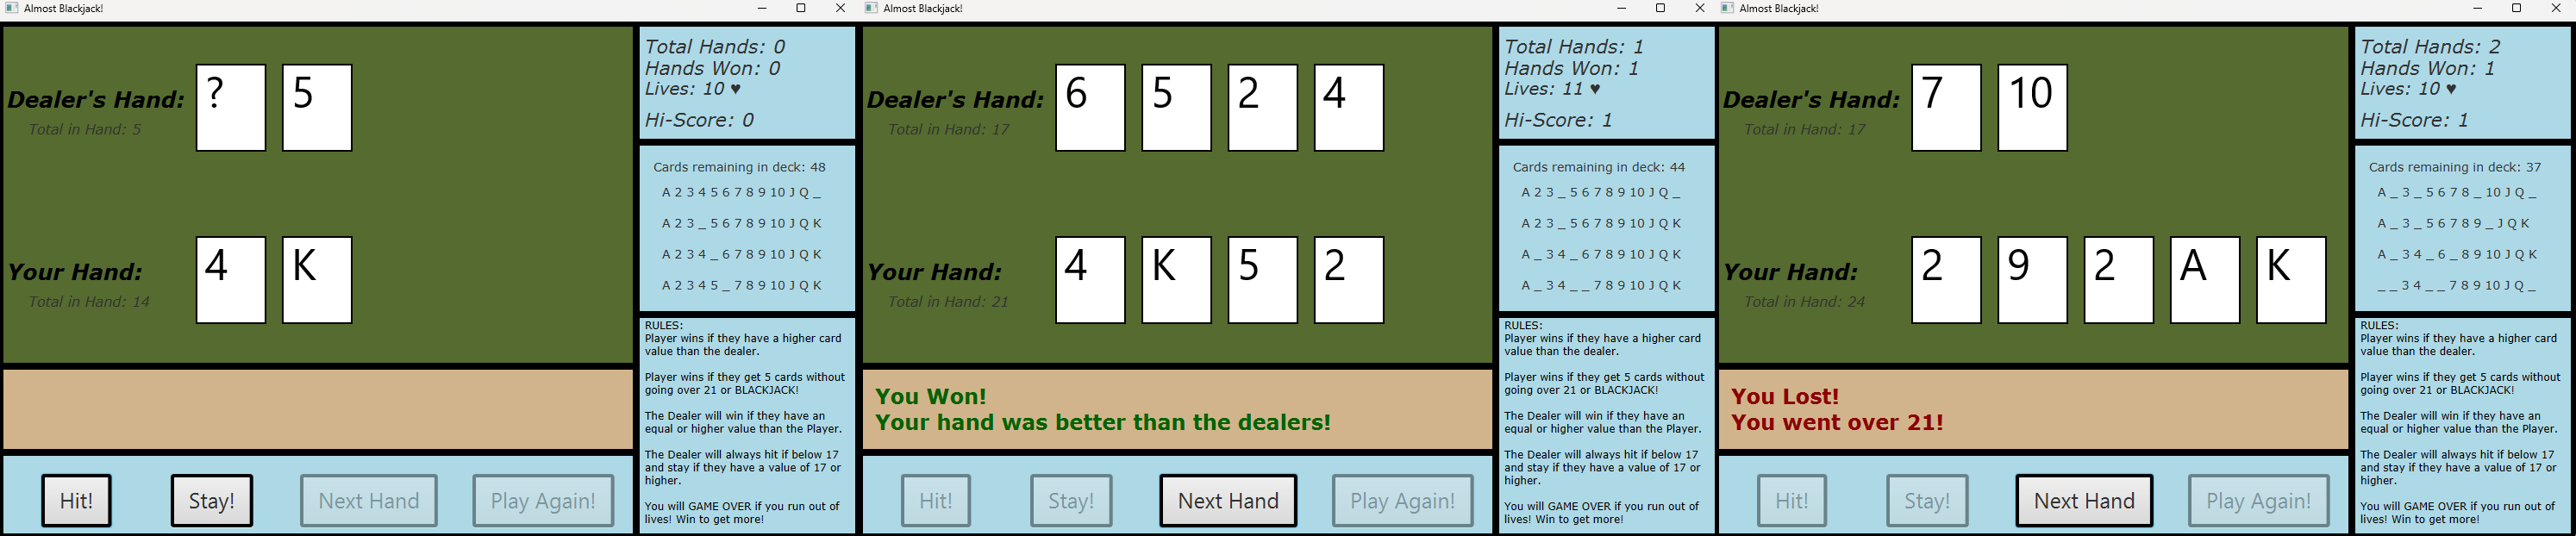 Almost Blackjack!
Dealer's Hand:
Total in Hand: 5
? 5
Your Hand:
Total in Hand: 14
4 K
Hit! Stay! Next Hand Play Again!
Total Hands: 0
Hands Won: 0
Lives: 10 ♥
Hi-Score: 0
Cards remaining in deck: 48
A 2 3 4 5 6 7 8 9 10 J Q _
A 2 3 _ 5 6 7 8 9 10 J Q K
A 2 3 4 _ 6 7 8 9 10 J Q K
A 2 3 4 5 _ 7 8 9 10 J Q K
RULES:
Player wins if they have a higher card
value than the dealer.
Player wins if they get 5 cards without
going over 21 or BLACKJACK!
The Dealer will win if they have an
equal or higher value than the Player.
The Dealer will always hit if below 17
and stay if they have a value of 17 or
higher.
You will GAME OVER if you run out of
lives! Win to get more!
Almost Blackjack!
Dealer's Hand:
Total in Hand: 17
6 5 2 4
Your Hand:
Total in Hand: 21
4 K 5 2
You Won!
Your hand was better than the dealers!
Hit! Stay! Next Hand Play Again!
Total Hands: 1
Hands Won: 1
Lives: 11 ♥
Hi-Score: 1
Cards remaining in deck: 44
A 2 3 _ 5 6 7 8 9 10 J Q _
A 2 3 _ 5 6 7 8 9 10 J Q K
A _ 3 4 _ 6 7 8 9 10 J Q K
A _ 3 4 _ _ 7 8 9 10 J Q K
RULES:
Player wins if they have a higher card
value than the dealer.
Player wins if they get 5 cards without
going over 21 or BLACKJACK!
The Dealer will win if they have an
equal or higher value than the Player.
The Dealer will always hit if below 17
and stay if they have a value of 17 or
higher.
You will GAME OVER if you run out of
lives! Win to get more!
Almost Blackjack!
Dealer's Hand:
Total in Hand: 17
7 10
Your Hand:
Total in Hand: 24
2 9 2 A K
You Lost!
You went over 21!
Hit! Stay! Next Hand Play Again!
Total Hands: 2
Hands Won: 1
Lives: 10 ♥
Hi-Score: 1
Cards remaining in deck: 37
A _ 3 _ 5 6 7 8 _ 10 J Q _
A _ 3 _ 5 6 7 8 9 _ J Q K
A _ 3 4 _ 6 _ 8 9 10 J Q K
_ _ 3 4 _ _ 7 8 9 10 J Q _
RULES:
Player wins if they have a higher card
value than the dealer.
Player wins if they get 5 cards without
going over 21 or BLACKJACK!
The Dealer will win if they have an
equal or higher value than the Player.
The Dealer will always hit if below 17
and stay if they have a value of 17 or
higher.
You will GAME OVER if you run out of
lives! Win to get more!